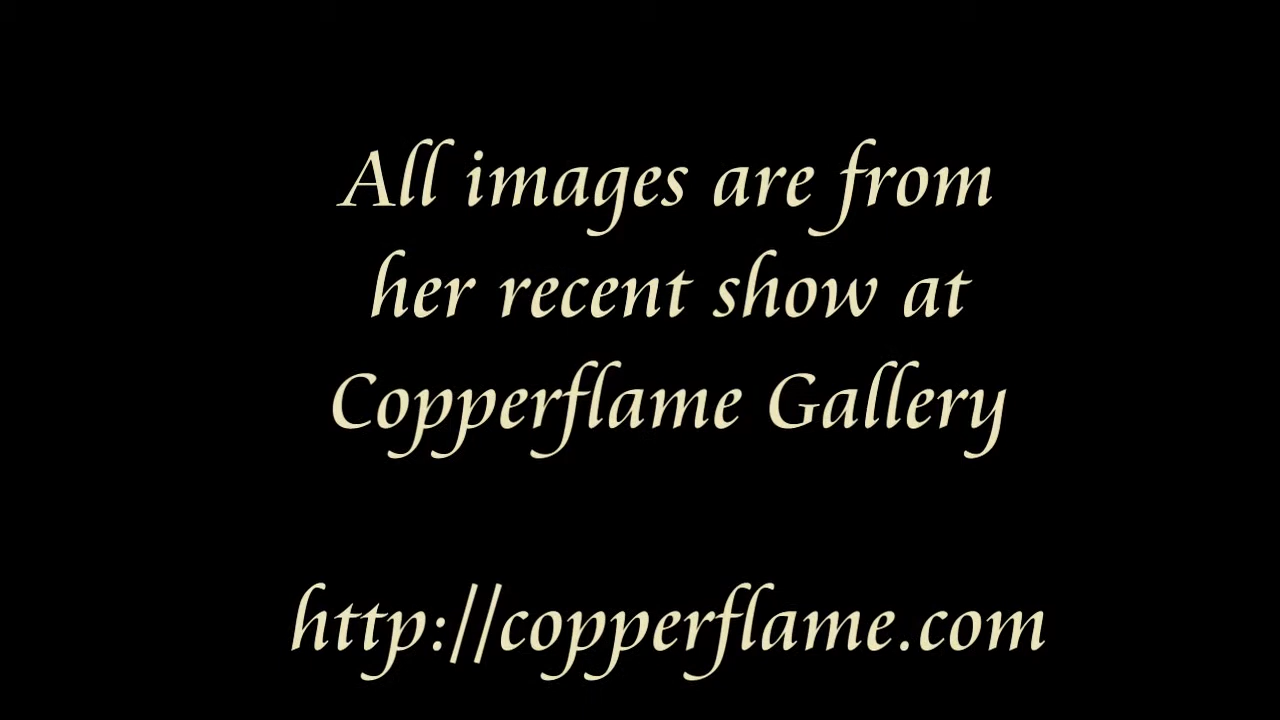 All images are from
her recent show at
Copperflame Gallery
http://copperflame.com